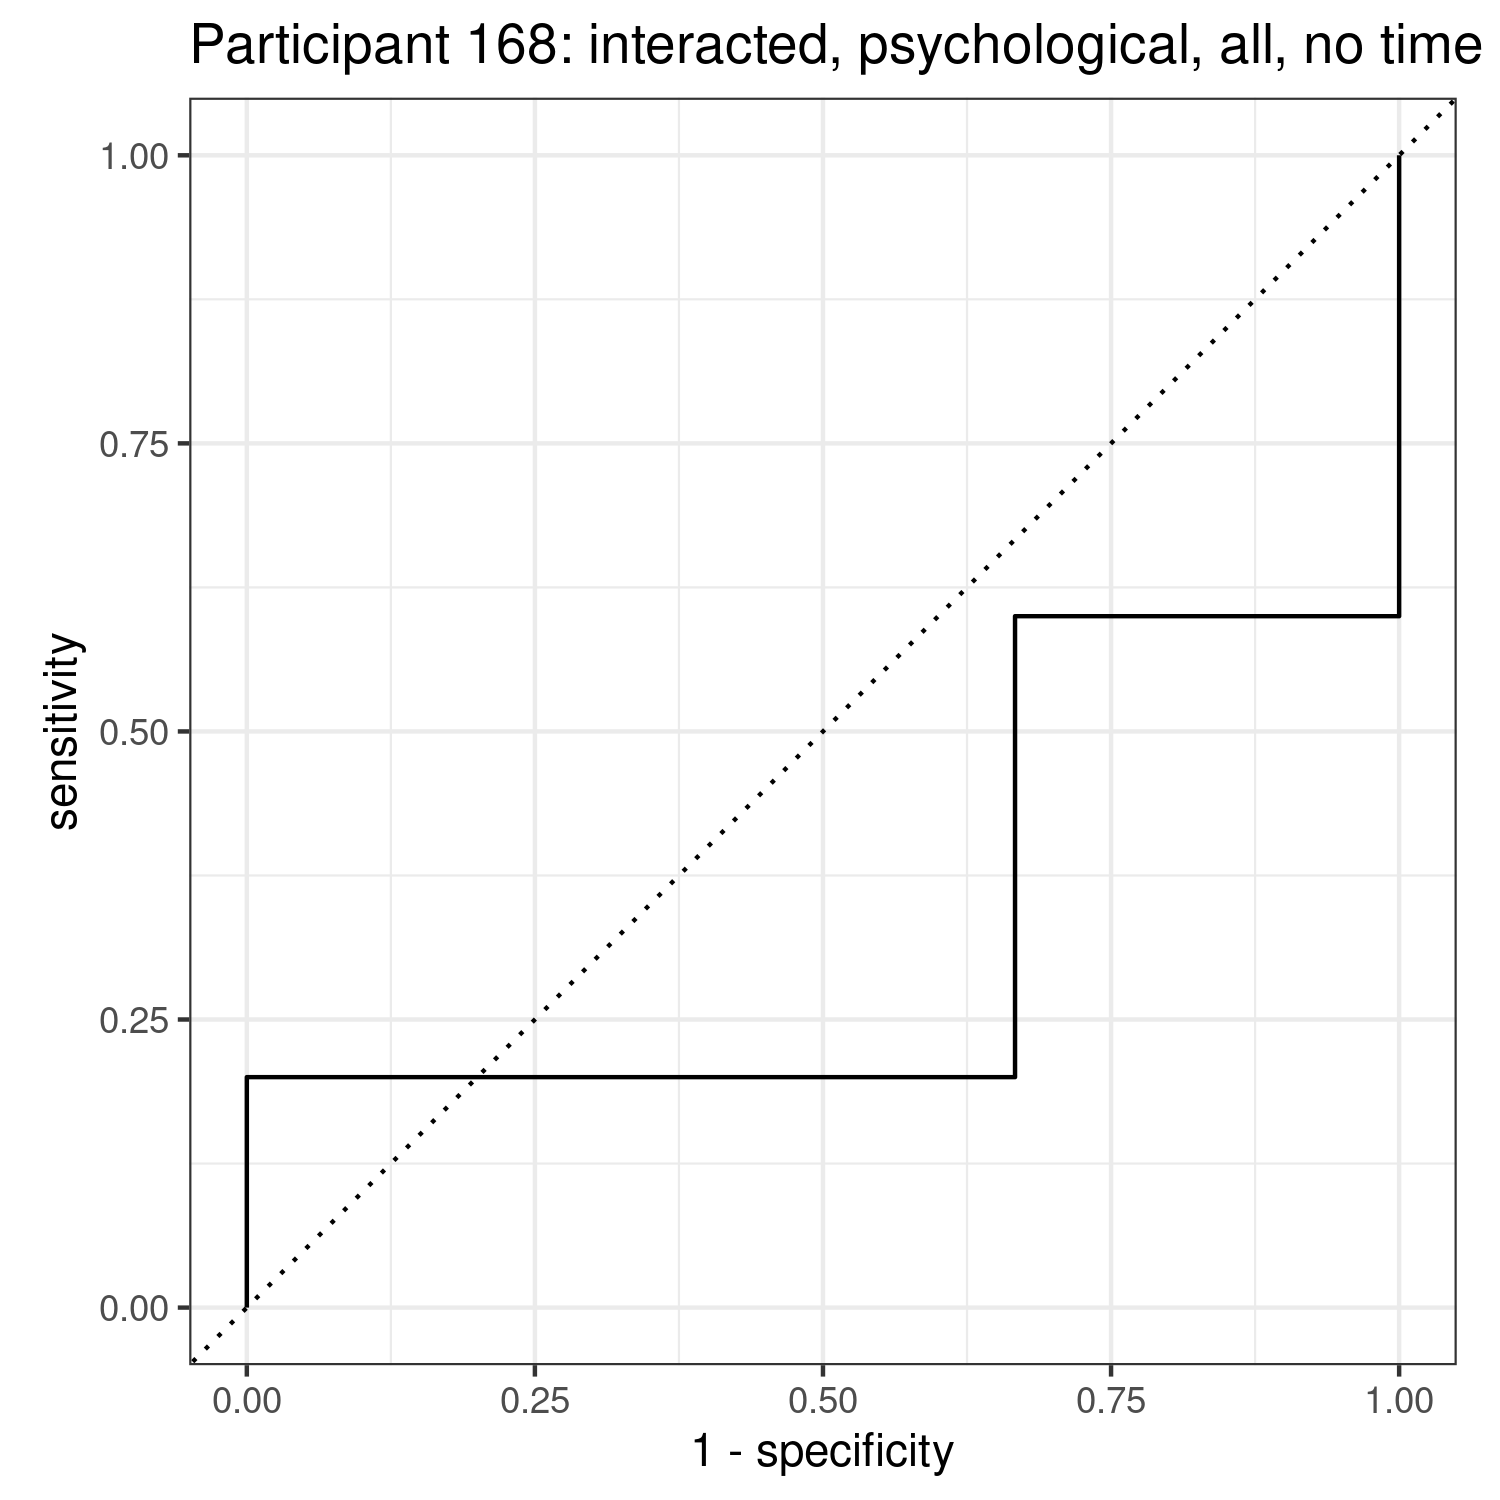 Participant 168: interacted, psychological, all, no time
1.00
0.75
0.50
0.25
0.00
sensitivity
0.00 0.25 0.50 0.75 1.00
1 - specificity